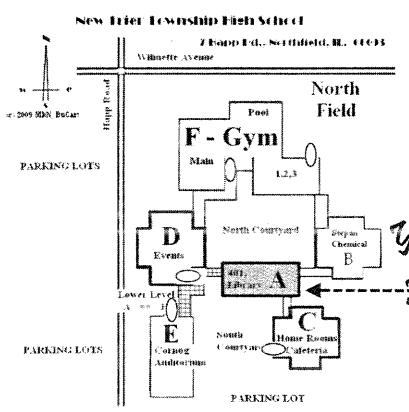 New Trier Township High School
7 Happ Rd., Northfield, IL, 60093
Willmette Avenue
N
W
e
Happ Road
North
Field
Pool
F - Gym
Main
1,2,3
PARKING LOTS
D
Events
North Courtyard
Stepan
Chemical
B
401,
Library
A
Lower Level
E
Cornog
Auditorium
South
Courtyard
C
Home Rooms
Cafeteria
PARKING LOTS
PARKING LOT